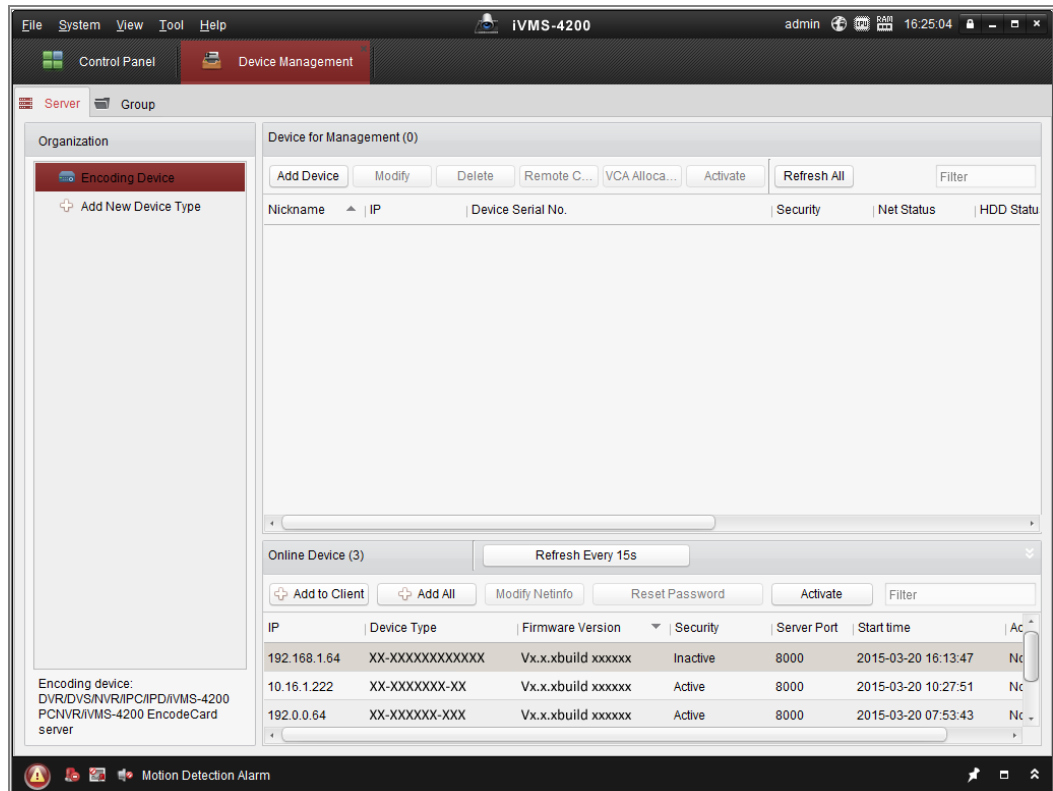 File System View Tool Help iVMS-4200 admin CPU RAM 16:25:04
Control Panel Device Management
Server Group
Organization
Encoding Device
Add New Device Type
Encoding device:
DVR/DVS/NVR/IPC/IPD/iVMS-4200
PCNVR/iVMS-4200 EncodeCard
server
Device for Management (0)
Add Device Modify Delete Remote C... VCA Alloca... Activate Refresh All Filter
Nickname IP Device Serial No. Security Net Status HDD Statu
Online Device (3) Refresh Every 15s
Add to Client Add All Modify Netinfo Reset Password Activate Filter
IP Device Type Firmware Version Security Server Port Start time Ac
192.168.1.64 XX-XXXXXXXXXXXX Vx.x.xbuild xxxxxx Inactive 8000 2015-03-20 16:13:47 No
10.16.1.222 XX-XXXXXXX-XX Vx.x.xbuild xxxxxx Active 8000 2015-03-20 10:27:51 No
192.0.0.64 XX-XXXXXX-XXX Vx.x.xbuild xxxxxx Active 8000 2015-03-20 07:53:43 No
Motion Detection Alarm